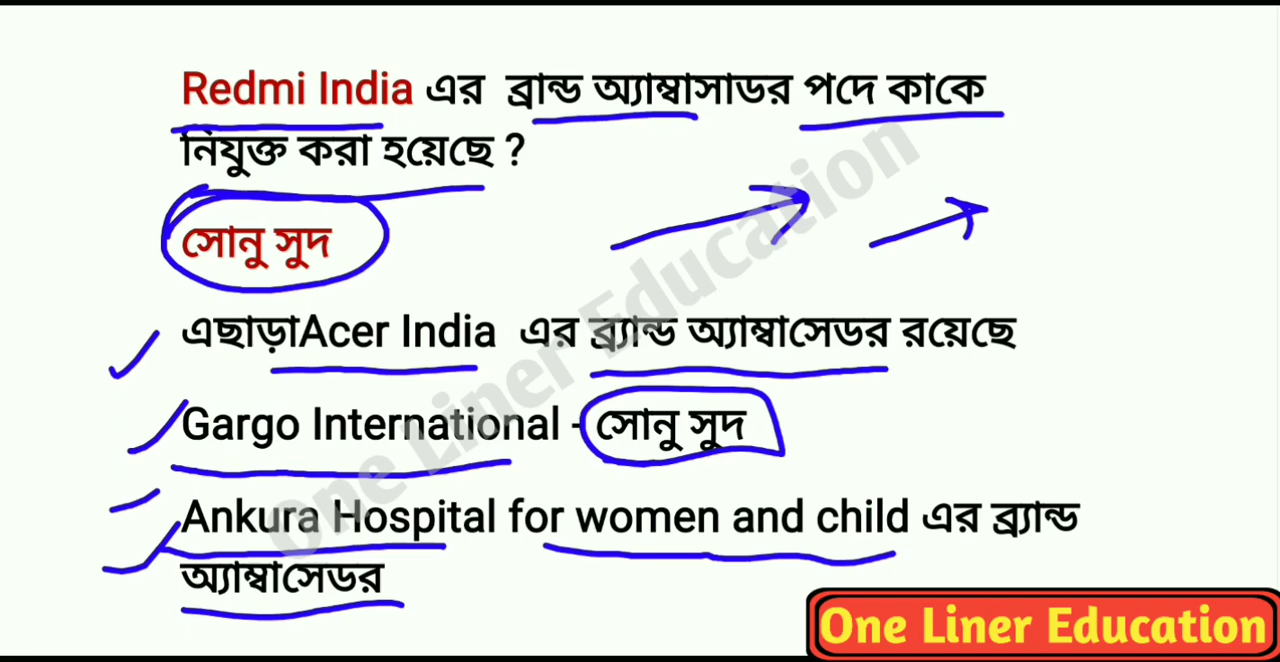 Redmi India এর ব্রান্ড অ্যাম্বাসাডর পদে কাকে
নিযুক্ত করা হয়েছে ?
সোনু সুদ
এছাড়াAcer India এর ব্র্যান্ড অ্যাম্বাসেডর রয়েছে
Gargo International - সোনু সুদ
Ankura Hospital for women and child এর ব্র্যান্ড
অ্যাম্বাসেডর
One Liner Education
One Liner Education